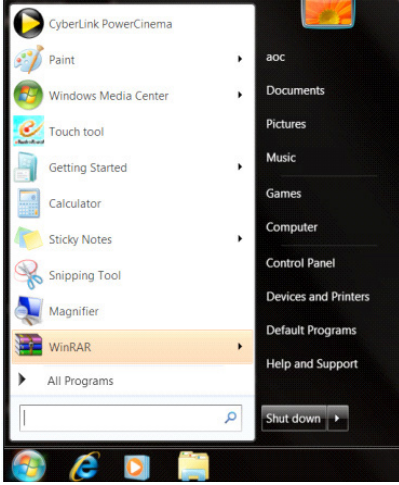 CyberLink PowerCinema
Paint
Windows Media Center
Touch tool
Getting Started
Calculator
Sticky Notes
Snipping Tool
Magnifier
WinRAR
All Programs
aoc
Documents
Pictures
Music
Games
Computer
Control Panel
Devices and Printers
Default Programs
Help and Support
Shut down